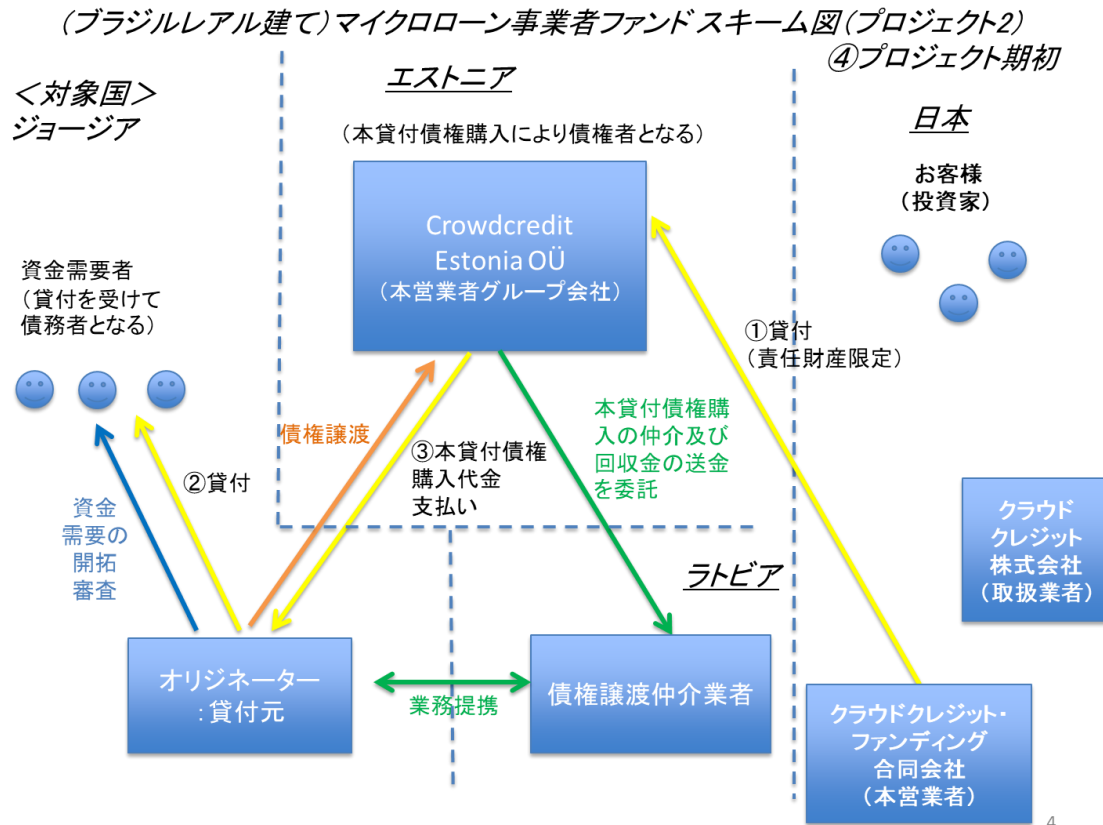 (ブラジルレアル建て)マイクロローン事業者ファンド スキーム図(プロジェクト2)
④プロジェクト期初
<対象国>
ジョージア
エストニア
日本
(本貸付債権購入により債権者となる)
お客様
(投資家)
Crowdcredit
Estonia OÜ
(本営業者グループ会社)
資金需要者
(貸付を受けて
債務者となる)
①貸付
(責任財産限定)
債権譲渡
③本貸付債権
購入代金
支払い
本貸付債権購
入の仲介及び
回収金の送金
を委託
②貸付
資金
需要の
開拓
審査
クラウド
クレジット
株式会社
(取扱業者)
ラトビア
オリジネーター
:貸付元
業務提携
債権譲渡仲介業者
クラウドクレジット・
ファンディング
合同会社
(本営業者)
4